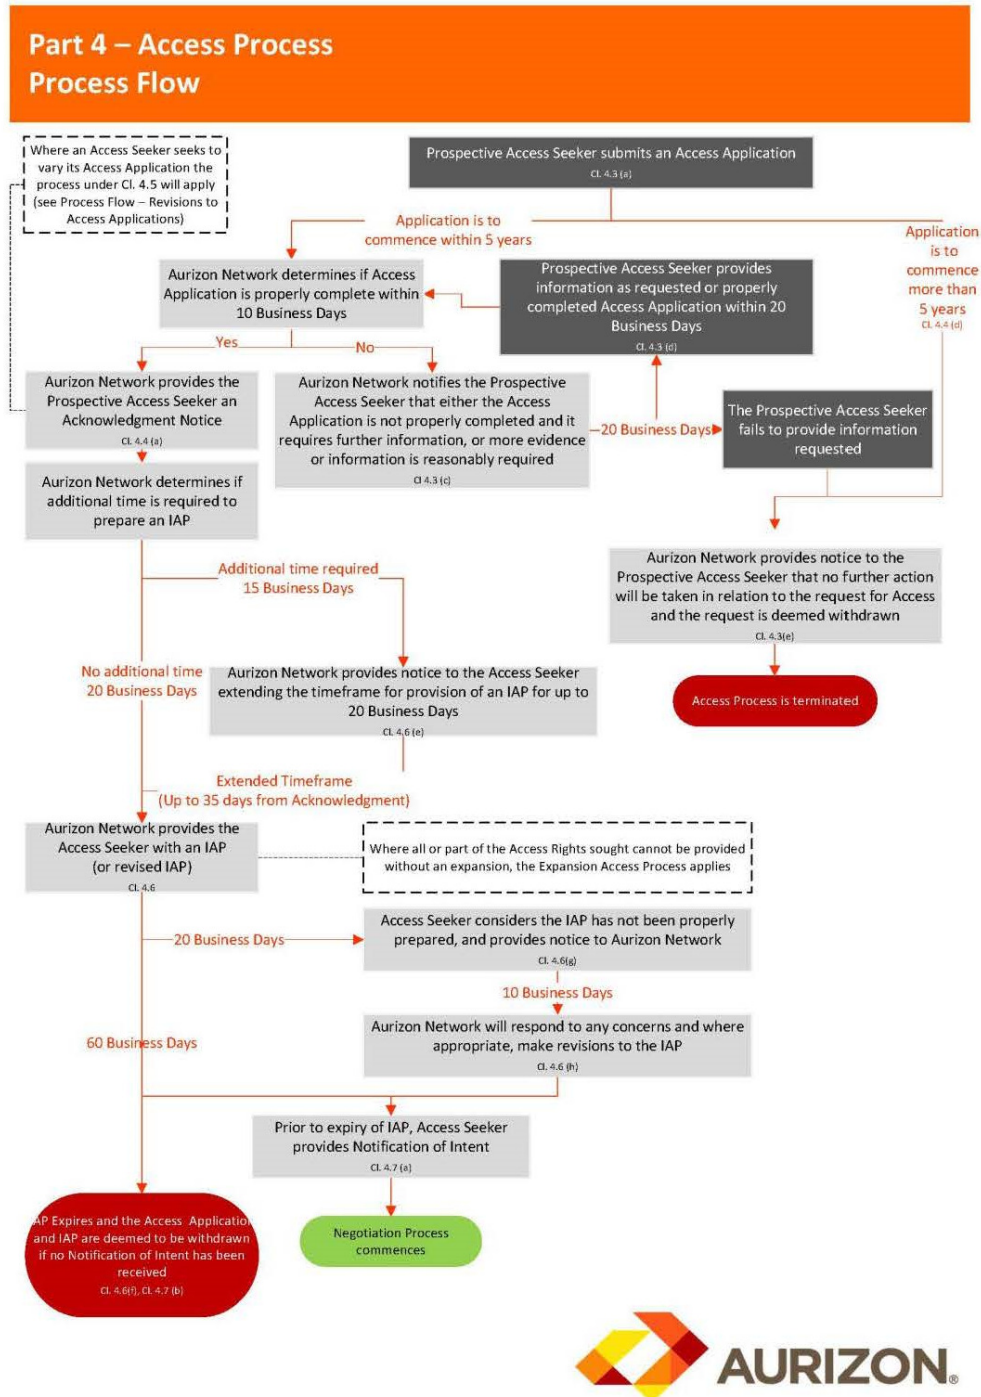 Part 4 – Access Process
Process Flow
Where an Access Seeker seeks to
vary its Access Application the
process under Cl. 4.5 will apply
(see Process Flow – Revisions to
Access Applications)
Prospective Access Seeker submits an Access Application
Cl. 4.3 (a)
Application is to
commence within 5 years
Application
is to
commence
more than
5 years
Cl. 4.4 (d)
Aurizon Network determines if Access
Application is properly complete within
10 Business Days
Prospective Access Seeker provides
information as requested or properly
completed Access Application within 20
Business Days
Cl. 4.3 (d)
Yes
No
Aurizon Network provides the
Prospective Access Seeker an
Acknowledgment Notice
Cl. 4.4 (a)
Aurizon Network notifies the Prospective
Access Seeker that either the Access
Application is not properly completed and it
requires further information, or more evidence
or information is reasonably required
Cl 4.3 (c)
20 Business Days
The Prospective Access Seeker
fails to provide information
requested
Aurizon Network determines if
additional time is required to
prepare an IAP
Additional time required
15 Business Days
Aurizon Network provides notice to the
Prospective Access Seeker that no further action
will be taken in relation to the request for Access
and the request is deemed withdrawn
Cl. 4.3(e)
No additional time
20 Business Days
Aurizon Network provides notice to the Access Seeker
extending the timeframe for provision of an IAP for up to
20 Business Days
Cl. 4.6 (e)
Access Process is terminated
Extended Timeframe
(Up to 35 days from Acknowledgment)
Aurizon Network provides the
Access Seeker with an IAP
(or revised IAP)
Cl. 4.6
Where all or part of the Access Rights sought cannot be provided
without an expansion, the Expansion Access Process applies
20 Business Days
Access Seeker considers the IAP has not been properly
prepared, and provides notice to Aurizon Network
Cl. 4.6(g)
10 Business Days
60 Business Days
Aurizon Network will respond to any concerns and where
appropriate, make revisions to the IAP
Cl. 4.6 (h)
Prior to expiry of IAP, Access Seeker
provides Notification of Intent
Cl. 4.7 (a)
AP Expires and the Access Application
and IAP are deemed to be withdrawn
if no Notification of Intent has been
received
Cl. 4.6(f), Cl. 4.7 (b)
Negotiation Process
commences
AURIZON®